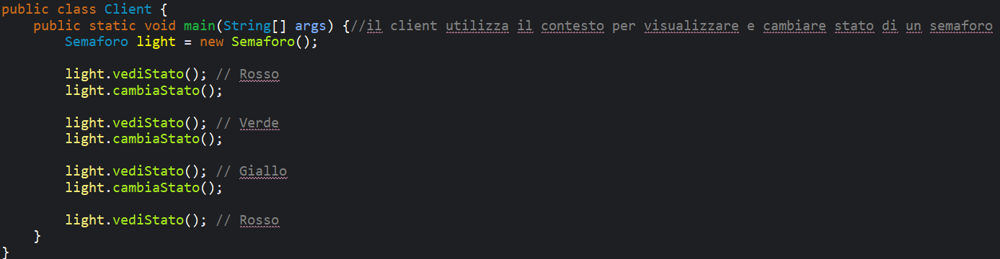 public class Client {
    public static void main(String[] args) {//il client utilizza il contesto per visualizzare e cambiare stato di un semaforo
        Semaforo light = new Semaforo();

        light.vediStato(); // Rosso
        light.cambiaStato();

        light.vediStato(); // Verde
        light.cambiaStato();

        light.vediStato(); // Giallo
        light.cambiaStato();

        light.vediStato(); // Rosso
    }
}